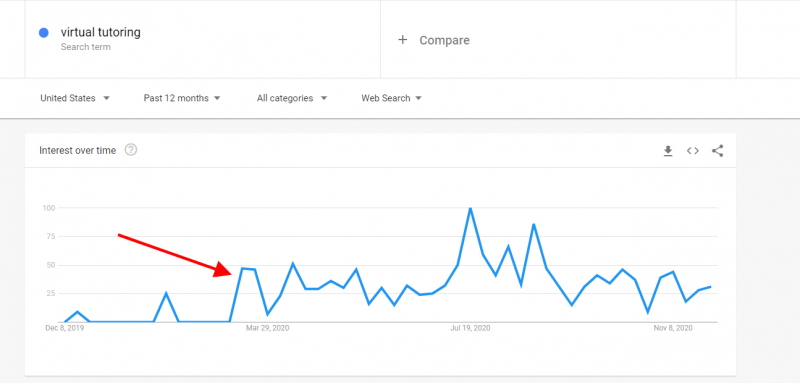 virtual tutoring
Search term
+ Compare
United States
Past 12 months
All categories
Web Search
Interest over time ?
100
75
50
25
Dec 8, 2019 Mar 29, 2020 Jul 19, 2020 Nov 8, 2020